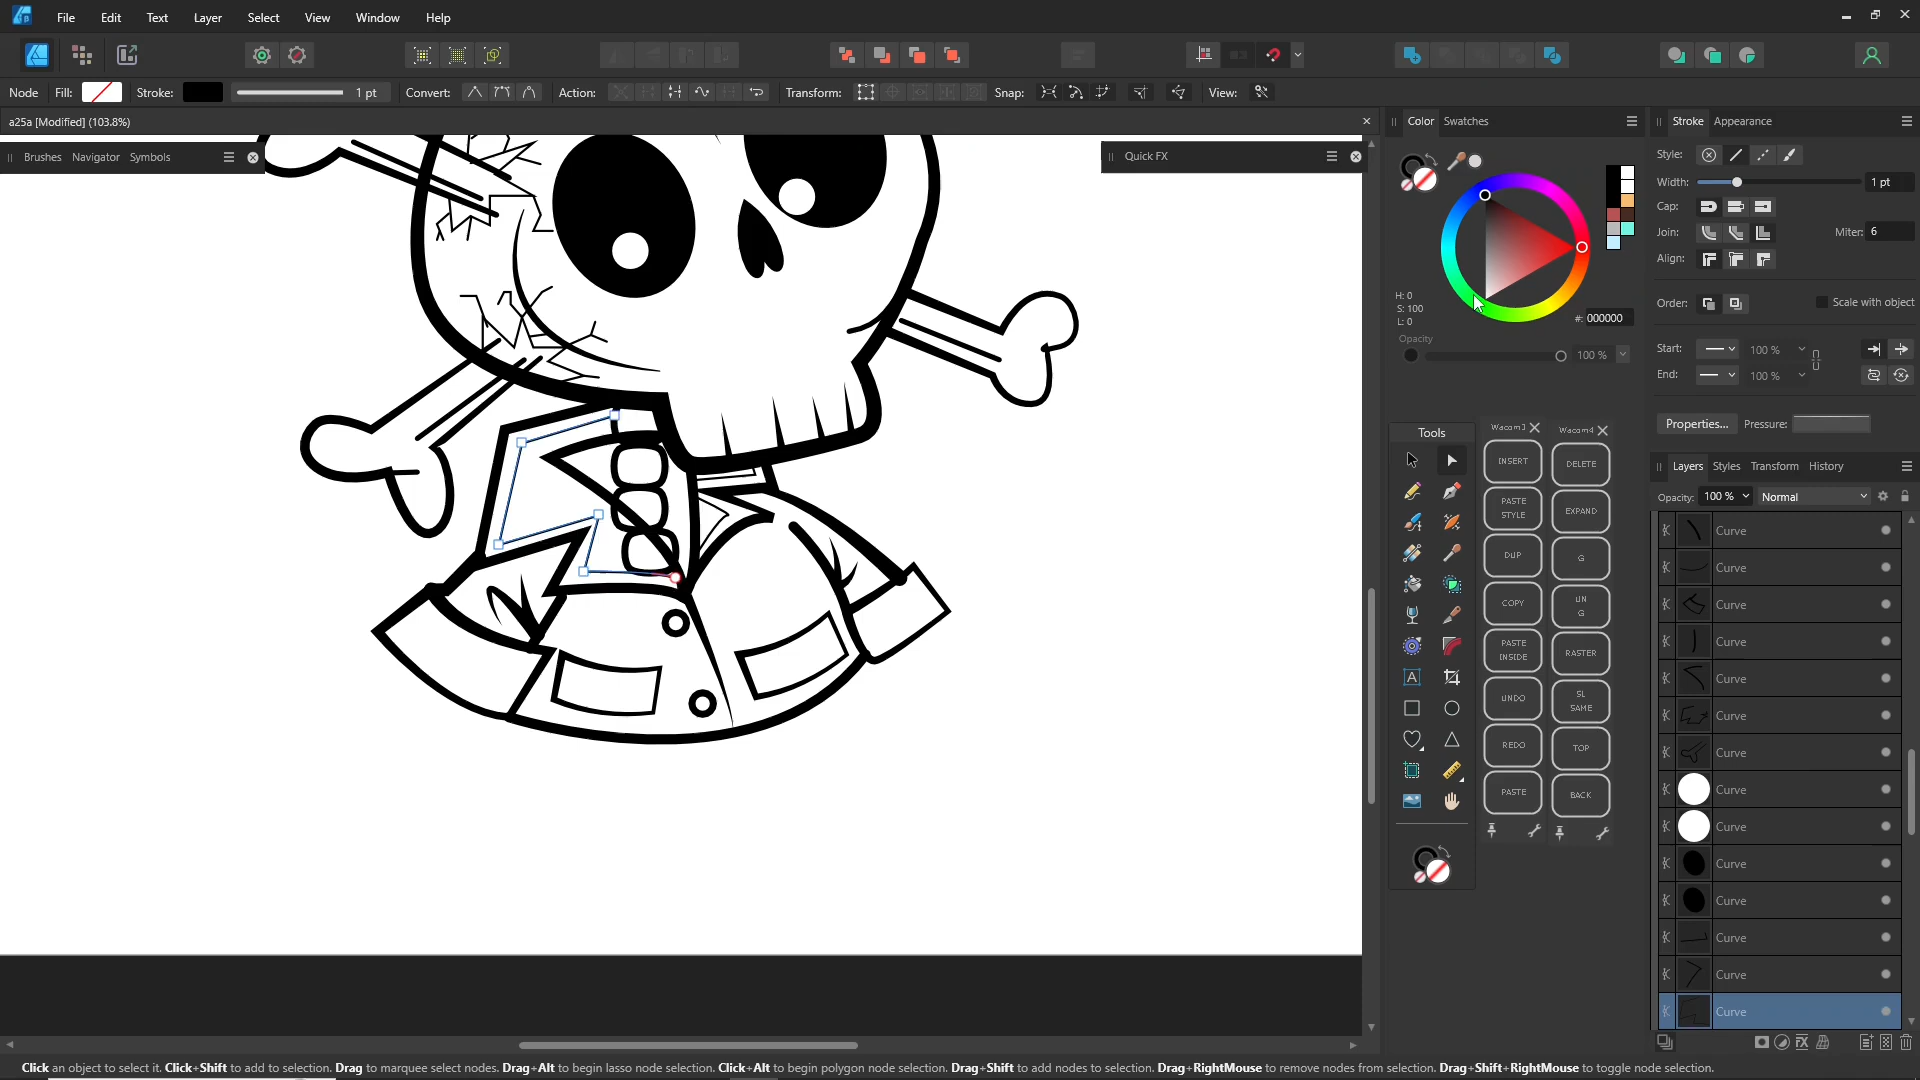 File Edit Text Layer Select View Window Help
Node Fill: Stroke: 1 pt Convert: Action: Transform: Snap: View:
a25a [Modified] (103.8%)
Brushes Navigator Symbols
Quick FX
Color Swatches
H: 0
S: 100
L: 0
#: 000000
Opacity
100 %
Stroke Appearance
Style:
Width: 1 pt
Cap:
Join: Miter: 6
Align:
Order: Scale with object
Start: 100 %
End: 100 %
Properties... Pressure:
Tools
Wacom3
INSERT
PASTE
STYLE
DUP
COPY
PASTE
INSIDE
UNDO
REDO
PASTE
Wacom4
DELETE
EXPAND
G
UN
G
RASTER
SL
SAME
TOP
BACK
Layers Styles Transform History
Opacity: 100 % Normal
Curve
Curve
Curve
Curve
Curve
Curve
Curve
Curve
Curve
Curve
Curve
Curve
Curve
Curve
Click an object to select it. Click+Shift to add to selection. Drag to marquee select nodes. Drag+Alt to begin lasso node selection. Click+Alt to begin polygon node selection. Drag+Shift to add nodes to selection. Drag+RightMouse to remove nodes from selection. Drag+Shift+RightMouse to toggle node selection.